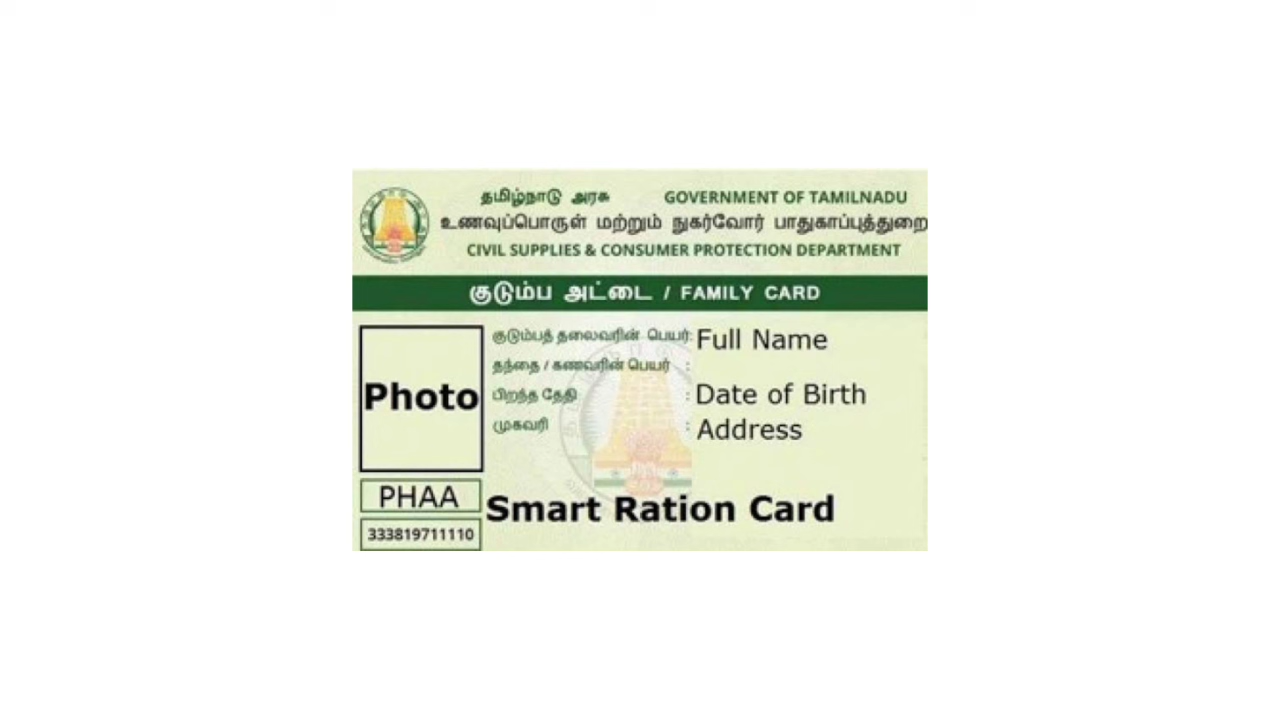 தமிழ்நாடு அரசு GOVERNMENT OF TAMILNADU
உணவுப்பொருள் மற்றும் நுகர்வோர் பாதுகாப்புத்துறை
CIVIL SUPPLIES & CONSUMER PROTECTION DEPARTMENT
குடும்ப அட்டை / FAMILY CARD
குடும்பத் தலைவரின் பெயர்: Full Name
தந்தை / கணவரின் பெயர் :
பிறந்த தேதி : Date of Birth
முகவரி : Address
Photo
PHAA
Smart Ration Card
333819711110